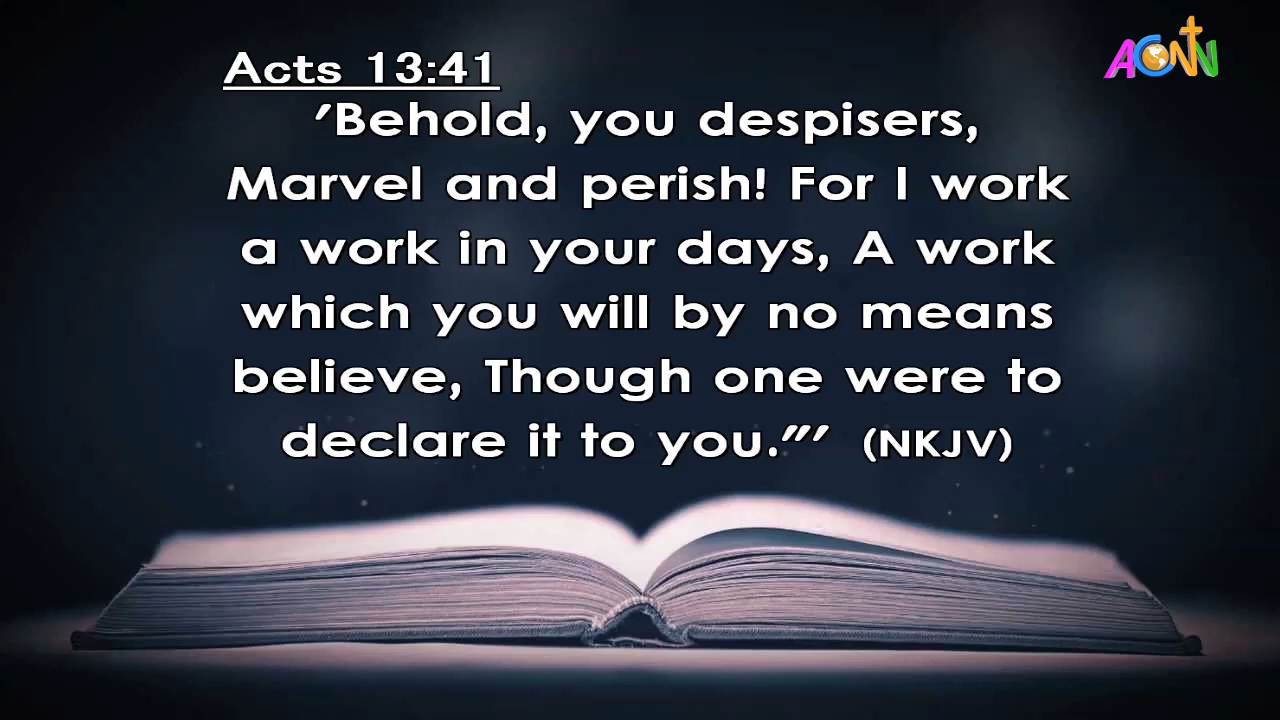 ACNN
Acts 13:41
'Behold, you despisers,
Marvel and perish! For I work
a work in your days, A work
which you will by no means
believe, Though one were to
declare it to you."' (NKJV)